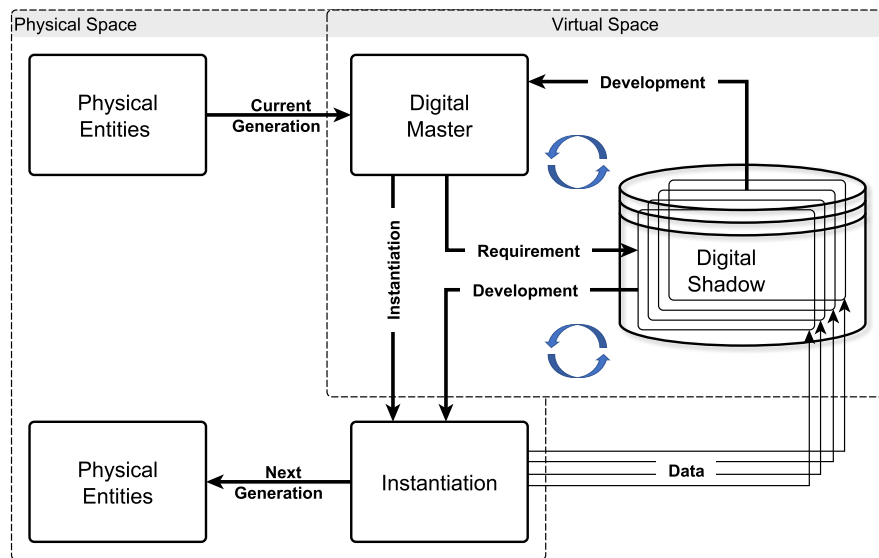 Physical Space
Virtual Space
Physical
Entities
Current
Generation
Digital
Master
Development
Instantiation
Requirement
Development
Digital
Shadow
Physical
Entities
Next
Generation
Instantiation
Data